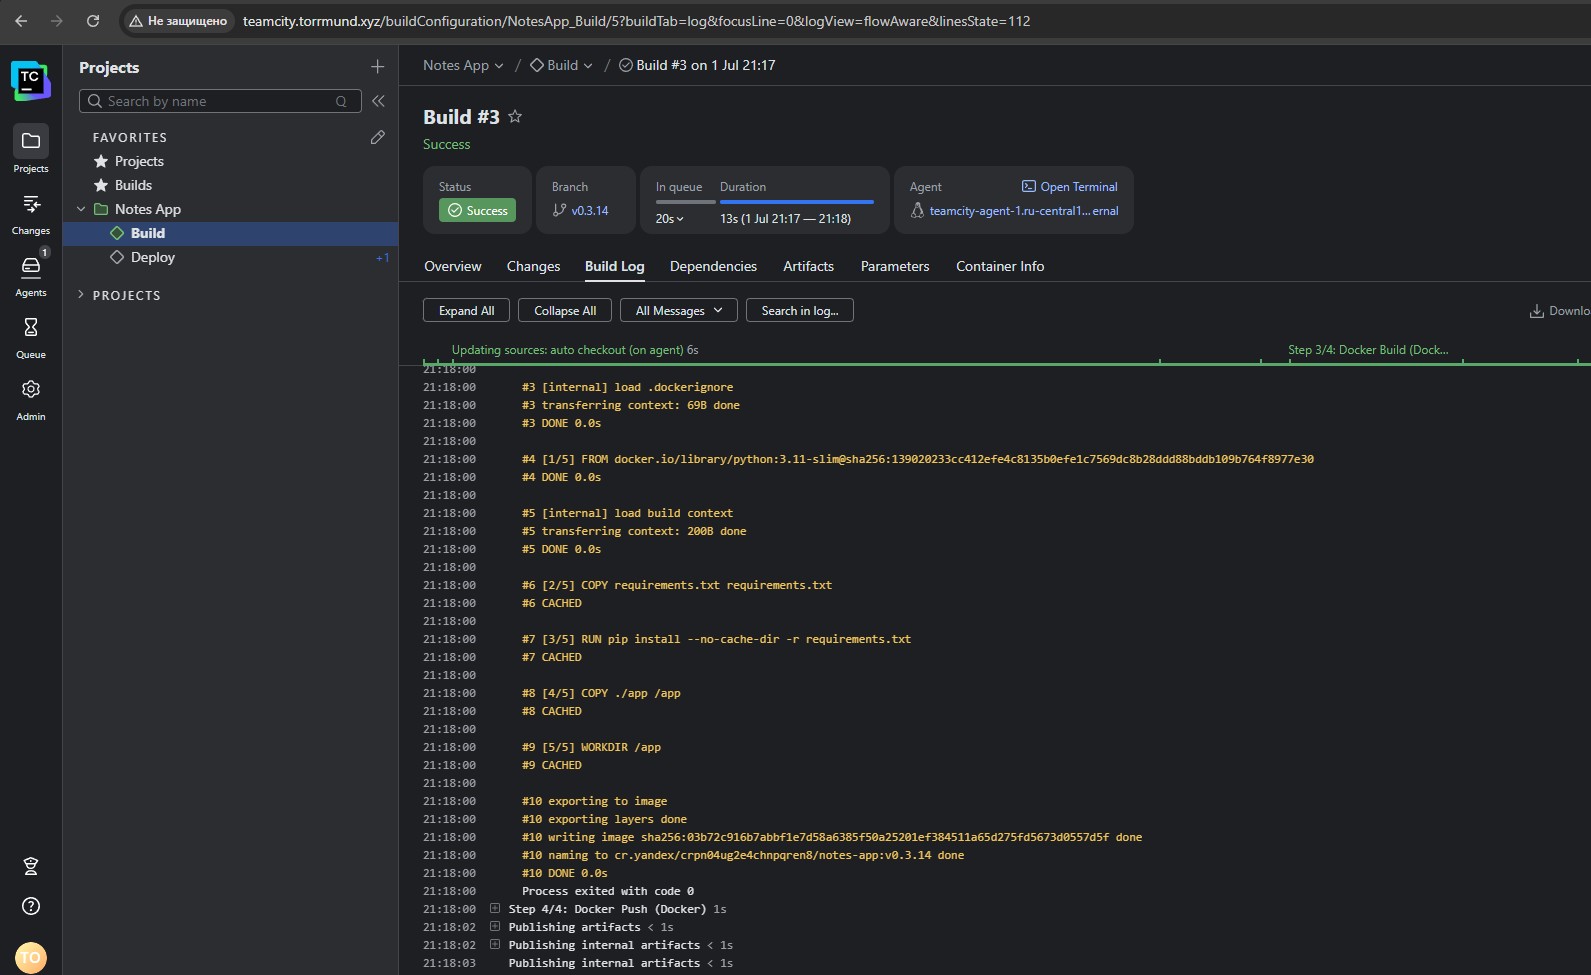 Не защищено teamcity.torrmund.xyz/buildConfiguration/NotesApp_Build/5?buildTab=log&focusLine=0&logView=flowAware&linesState=112
TC
Projects
Changes
1
Agents
Queue
Admin
TO
Projects
Search by name
FAVORITES
Projects
Builds
Notes App
Build
Deploy +1
PROJECTS
Notes App / Build / Build #3 on 1 Jul 21:17
Build #3
Success
Status
Success
Branch
v0.3.14
In queue Duration
20s 13s (1 Jul 21:17 — 21:18)
Agent Open Terminal
teamcity-agent-1.ru-central1... ernal
Overview Changes Build Log Dependencies Artifacts Parameters Container Info
Expand All Collapse All All Messages Search in log... Downlo
Updating sources: auto checkout (on agent) 6s Step 3/4: Docker Build (Dock...
21:18:00
21:18:00 #3 [internal] load .dockerignore
21:18:00 #3 transferring context: 69B done
21:18:00 #3 DONE 0.0s
21:18:00
21:18:00 #4 [1/5] FROM docker.io/library/python:3.11-slim@sha256:139020233cc412efe4c8135b0efe1c7569dc8b28ddd88bddb109b764f8977e30
21:18:00 #4 DONE 0.0s
21:18:00
21:18:00 #5 [internal] load build context
21:18:00 #5 transferring context: 200B done
21:18:00 #5 DONE 0.0s
21:18:00
21:18:00 #6 [2/5] COPY requirements.txt requirements.txt
21:18:00 #6 CACHED
21:18:00
21:18:00 #7 [3/5] RUN pip install --no-cache-dir -r requirements.txt
21:18:00 #7 CACHED
21:18:00
21:18:00 #8 [4/5] COPY ./app /app
21:18:00 #8 CACHED
21:18:00
21:18:00 #9 [5/5] WORKDIR /app
21:18:00 #9 CACHED
21:18:00
21:18:00 #10 exporting to image
21:18:00 #10 exporting layers done
21:18:00 #10 writing image sha256:03b72c916b7abbf1e7d58a6385f50a25201ef384511a65d275fd5673d0557d5f done
21:18:00 #10 naming to cr.yandex/crpn04ug2e4chnpqren8/notes-app:v0.3.14 done
21:18:00 #10 DONE 0.0s
21:18:00 Process exited with code 0
21:18:00 Step 4/4: Docker Push (Docker) 1s
21:18:02 Publishing artifacts < 1s
21:18:02 Publishing internal artifacts < 1s
21:18:03 Publishing internal artifacts < 1s